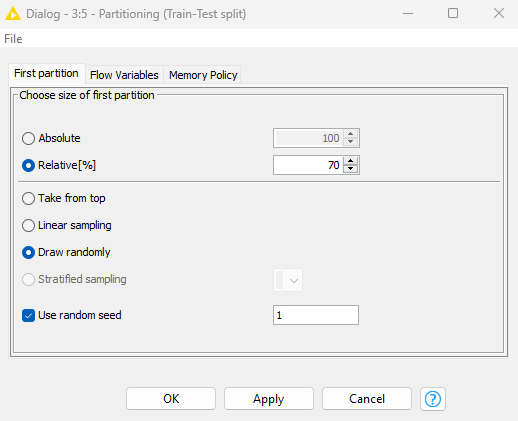 Dialog - 3:5 - Partitioning (Train-Test split)
File
First partition Flow Variables Memory Policy
Choose size of first partition
Absolute 100
Relative[%] 70
Take from top
Linear sampling
Draw randomly
Stratified sampling
Use random seed 1
OK Apply Cancel ?